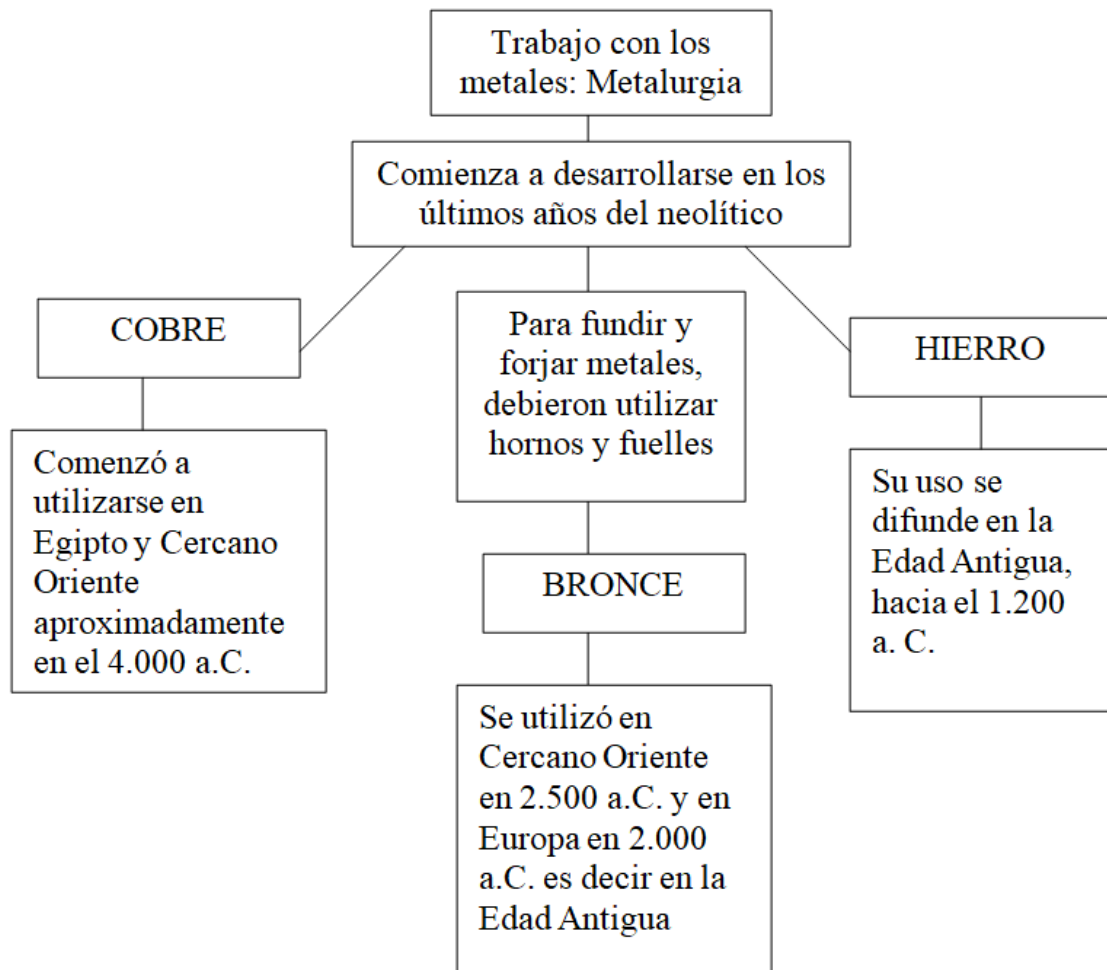 Trabajo con los
metales: Metalurgia
Comienza a desarrollarse en los
últimos años del neolítico
COBRE
Comenzó a
utilizarse en
Egipto y Cercano
Oriente
aproximadamente
en el 4.000 a.C.
Para fundir y
forjar metales,
debieron utilizar
hornos y fuelles
BRONCE
Se utilizó en
Cercano Oriente
en 2.500 a.C. y en
Europa en 2.000
a.C. es decir en la
Edad Antigua
HIERRO
Su uso se
difunde en la
Edad Antigua,
hacia el 1.200
a. C.